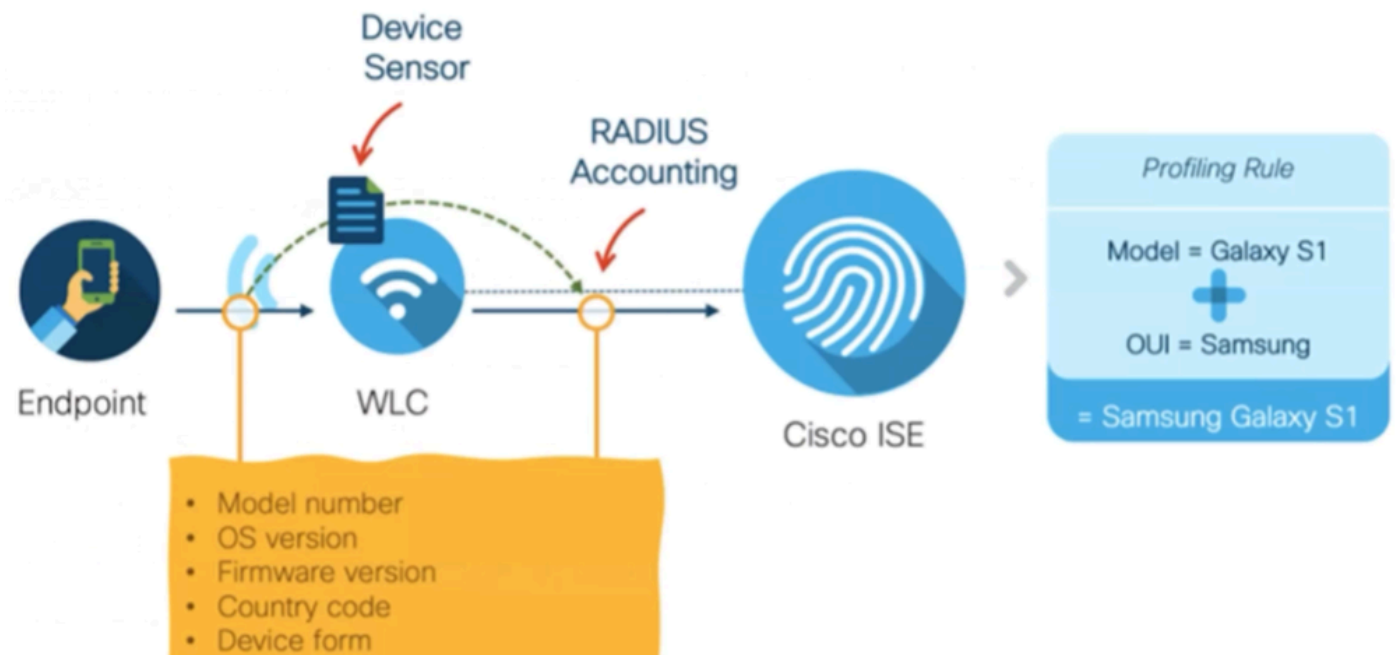 Device
Sensor
RADIUS
Accounting
Endpoint
WLC
Cisco ISE
Profiling Rule
Model = Galaxy S1
OUI = Samsung
= Samsung Galaxy S1
• Model number
• OS version
• Firmware version
• Country code
• Device form